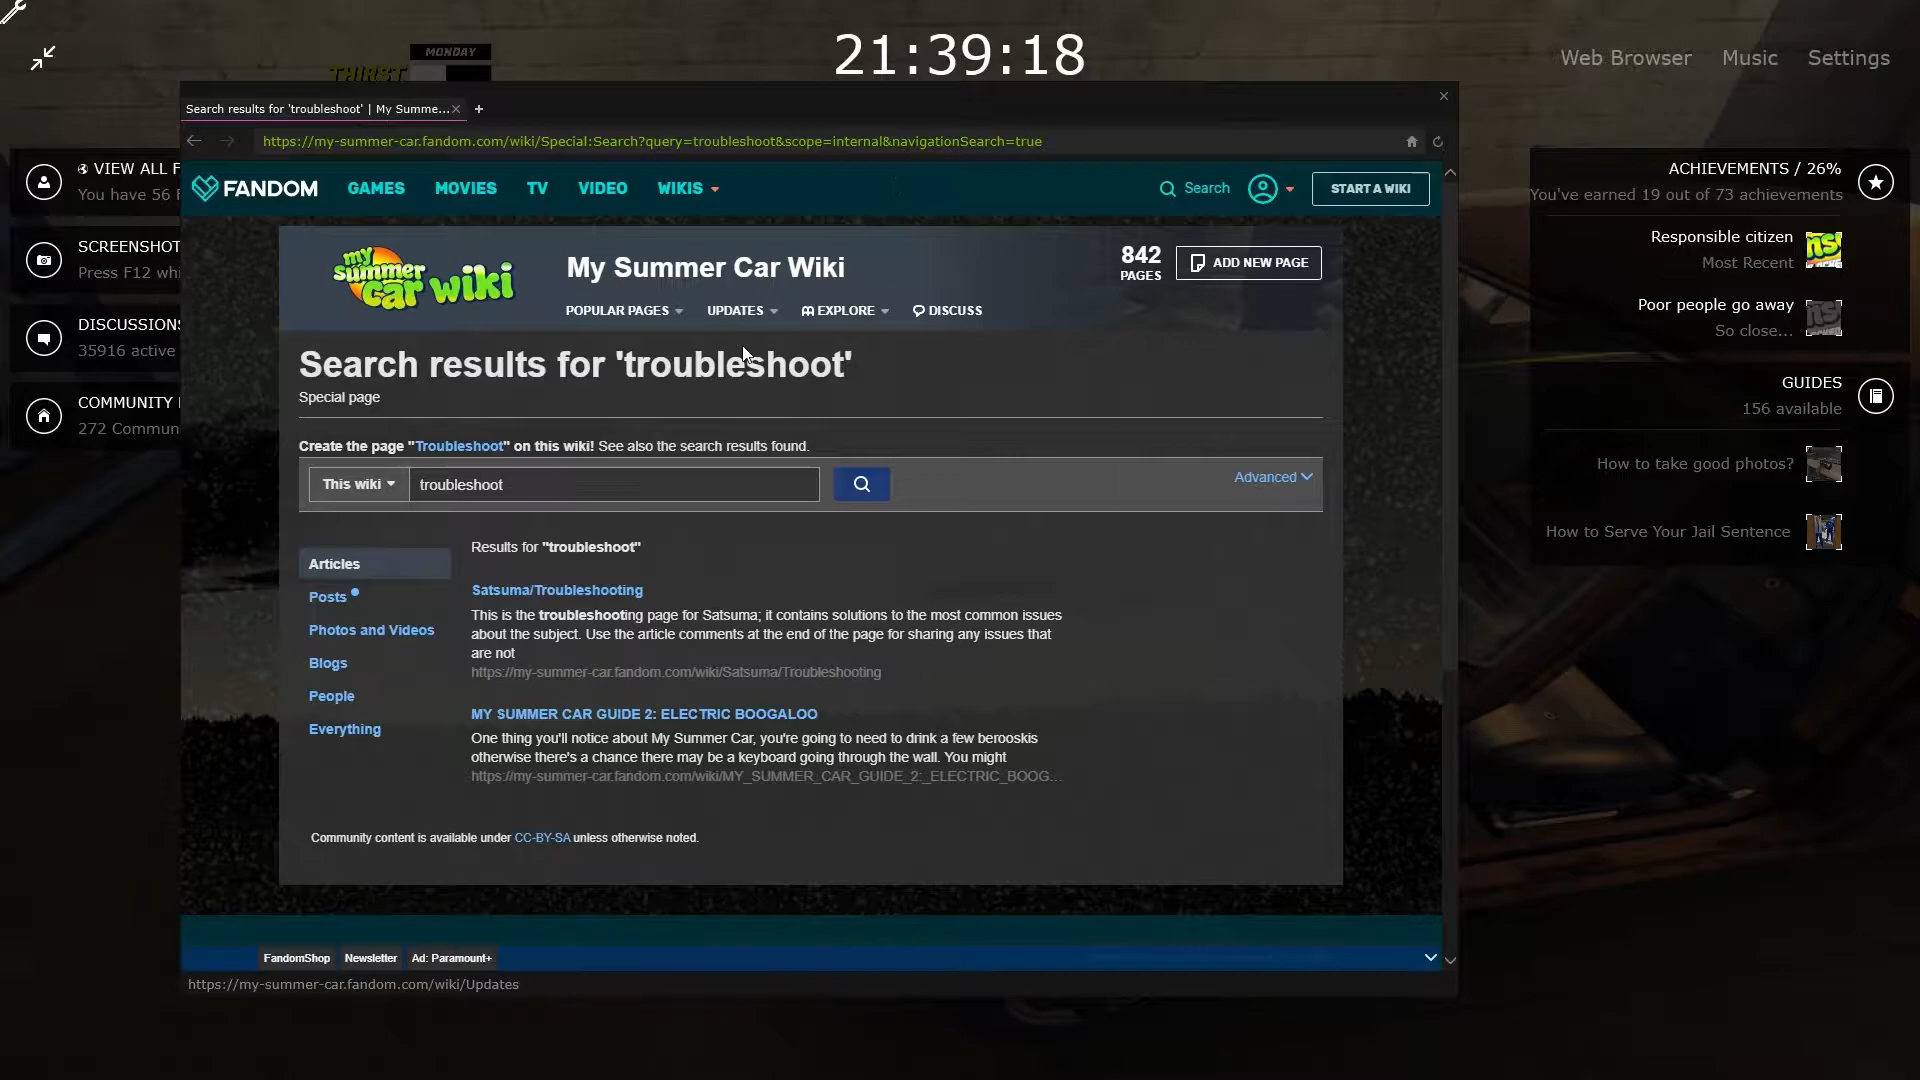 21:39:18
Web Browser Music Settings
MONDAY
THIRST
Search results for 'troubleshoot' | My Summe...
https://my-summer-car.fandom.com/wiki/Special:Search?query=troubleshoot&scope=internal&navigationSearch=true
VIEW ALL F
You have 56 F
SCREENSHOT
Press F12 whi
DISCUSSIONS
35916 active
COMMUNITY
272 Commun
FANDOM GAMES MOVIES TV VIDEO WIKIS Search START A WIKI
my summer car wiki
My Summer Car Wiki
842
PAGES
ADD NEW PAGE
POPULAR PAGES UPDATES EXPLORE DISCUSS
Search results for 'troubleshoot'
Special page
Create the page "Troubleshoot" on this wiki! See also the search results found.
This wiki troubleshoot Advanced
Articles
Posts
Photos and Videos
Blogs
People
Everything
Results for "troubleshoot"
Satsuma/Troubleshooting
This is the troubleshooting page for Satsuma; it contains solutions to the most common issues
about the subject. Use the article comments at the end of the page for sharing any issues that
are not
https://my-summer-car.fandom.com/wiki/Satsuma/Troubleshooting
MY SUMMER CAR GUIDE 2: ELECTRIC BOOGALOO
One thing you'll notice about My Summer Car, you're going to need to drink a few berooskis
otherwise there's a chance there may be a keyboard going through the wall. You might
https://my-summer-car.fandom.com/wiki/MY_SUMMER_CAR_GUIDE_2:_ELECTRIC_BOOG...
Community content is available under CC-BY-SA unless otherwise noted.
FandomShop Newsletter Ad: Paramount+
https://my-summer-car.fandom.com/wiki/Updates
ACHIEVEMENTS / 26%
You've earned 19 out of 73 achievements
Responsible citizen
Most Recent
Poor people go away
So close...
GUIDES
156 available
How to take good photos?
How to Serve Your Jail Sentence